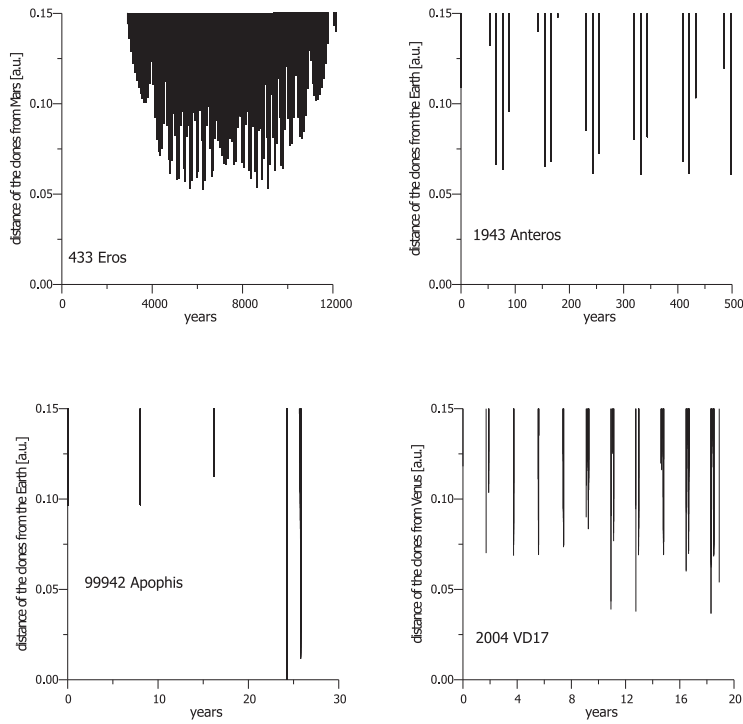 0.15
0.10
0.05
0.00
distance of the clones from Mars [a.u.]
433 Eros
0 4000 8000 12000
years
0.15
0.10
0.05
0.00
distance of the clones from the Earth [a.u.]
1943 Anteros
0 100 200 300 400 500
years
0.15
0.10
0.05
0.00
distance of the clones from the Earth [a.u.]
99942 Apophis
0 10 20 30
years
0.15
0.10
0.05
0.00
distance of the clones from Venus [a.u.]
2004 VD17
0 4 8 12 16 20
years